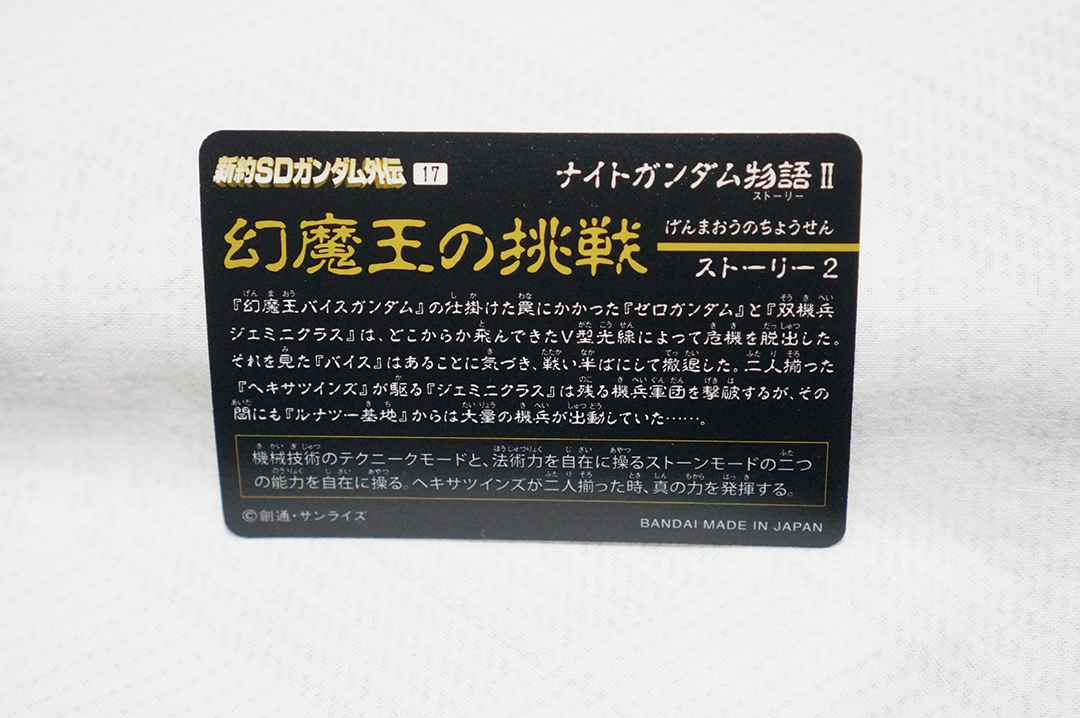 新約SDガンダム外伝 17
ナイトガンダム物語Ⅱ
ストーリー
幻魔王の挑戦
げんまおうのちょうせん
ストーリー2
『幻魔王バイスガンダム』の仕掛けた罠にかかった『ゼロガンダム』と『双機兵
ジェミニクラス』は、どこからか飛んできたV型光線によって危機を脱出した。
それを見た『バイス』はあることに気づき、戦い半ばにして撤退した。二人揃った
『ヘキサツインズ』が駆る『ジェミニクラス』は残る機兵軍団を撃破するが、その
間にも『ルナツー基地』からは大量の機兵が出動していた……。
機械技術のテクニークモードと、法術力を自在に操るストーンモードの二つ
の能力を自在に操る。ヘキサツインズが二人揃った時、真の力を発揮する。
©創通・サンライズ
BANDAI MADE IN JAPAN